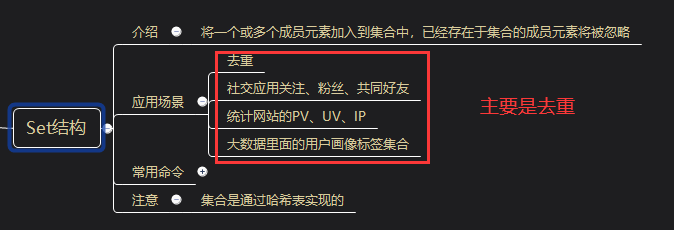 Set结构
介绍
将一个或多个成员元素加入到集合中，已经存在于集合的成员元素将被忽略
应用场景
去重
社交应用关注、粉丝、共同好友
统计网站的PV、UV、IP
大数据里面的用户画像标签集合
主要是去重
常用命令
注意
集合是通过哈希表实现的